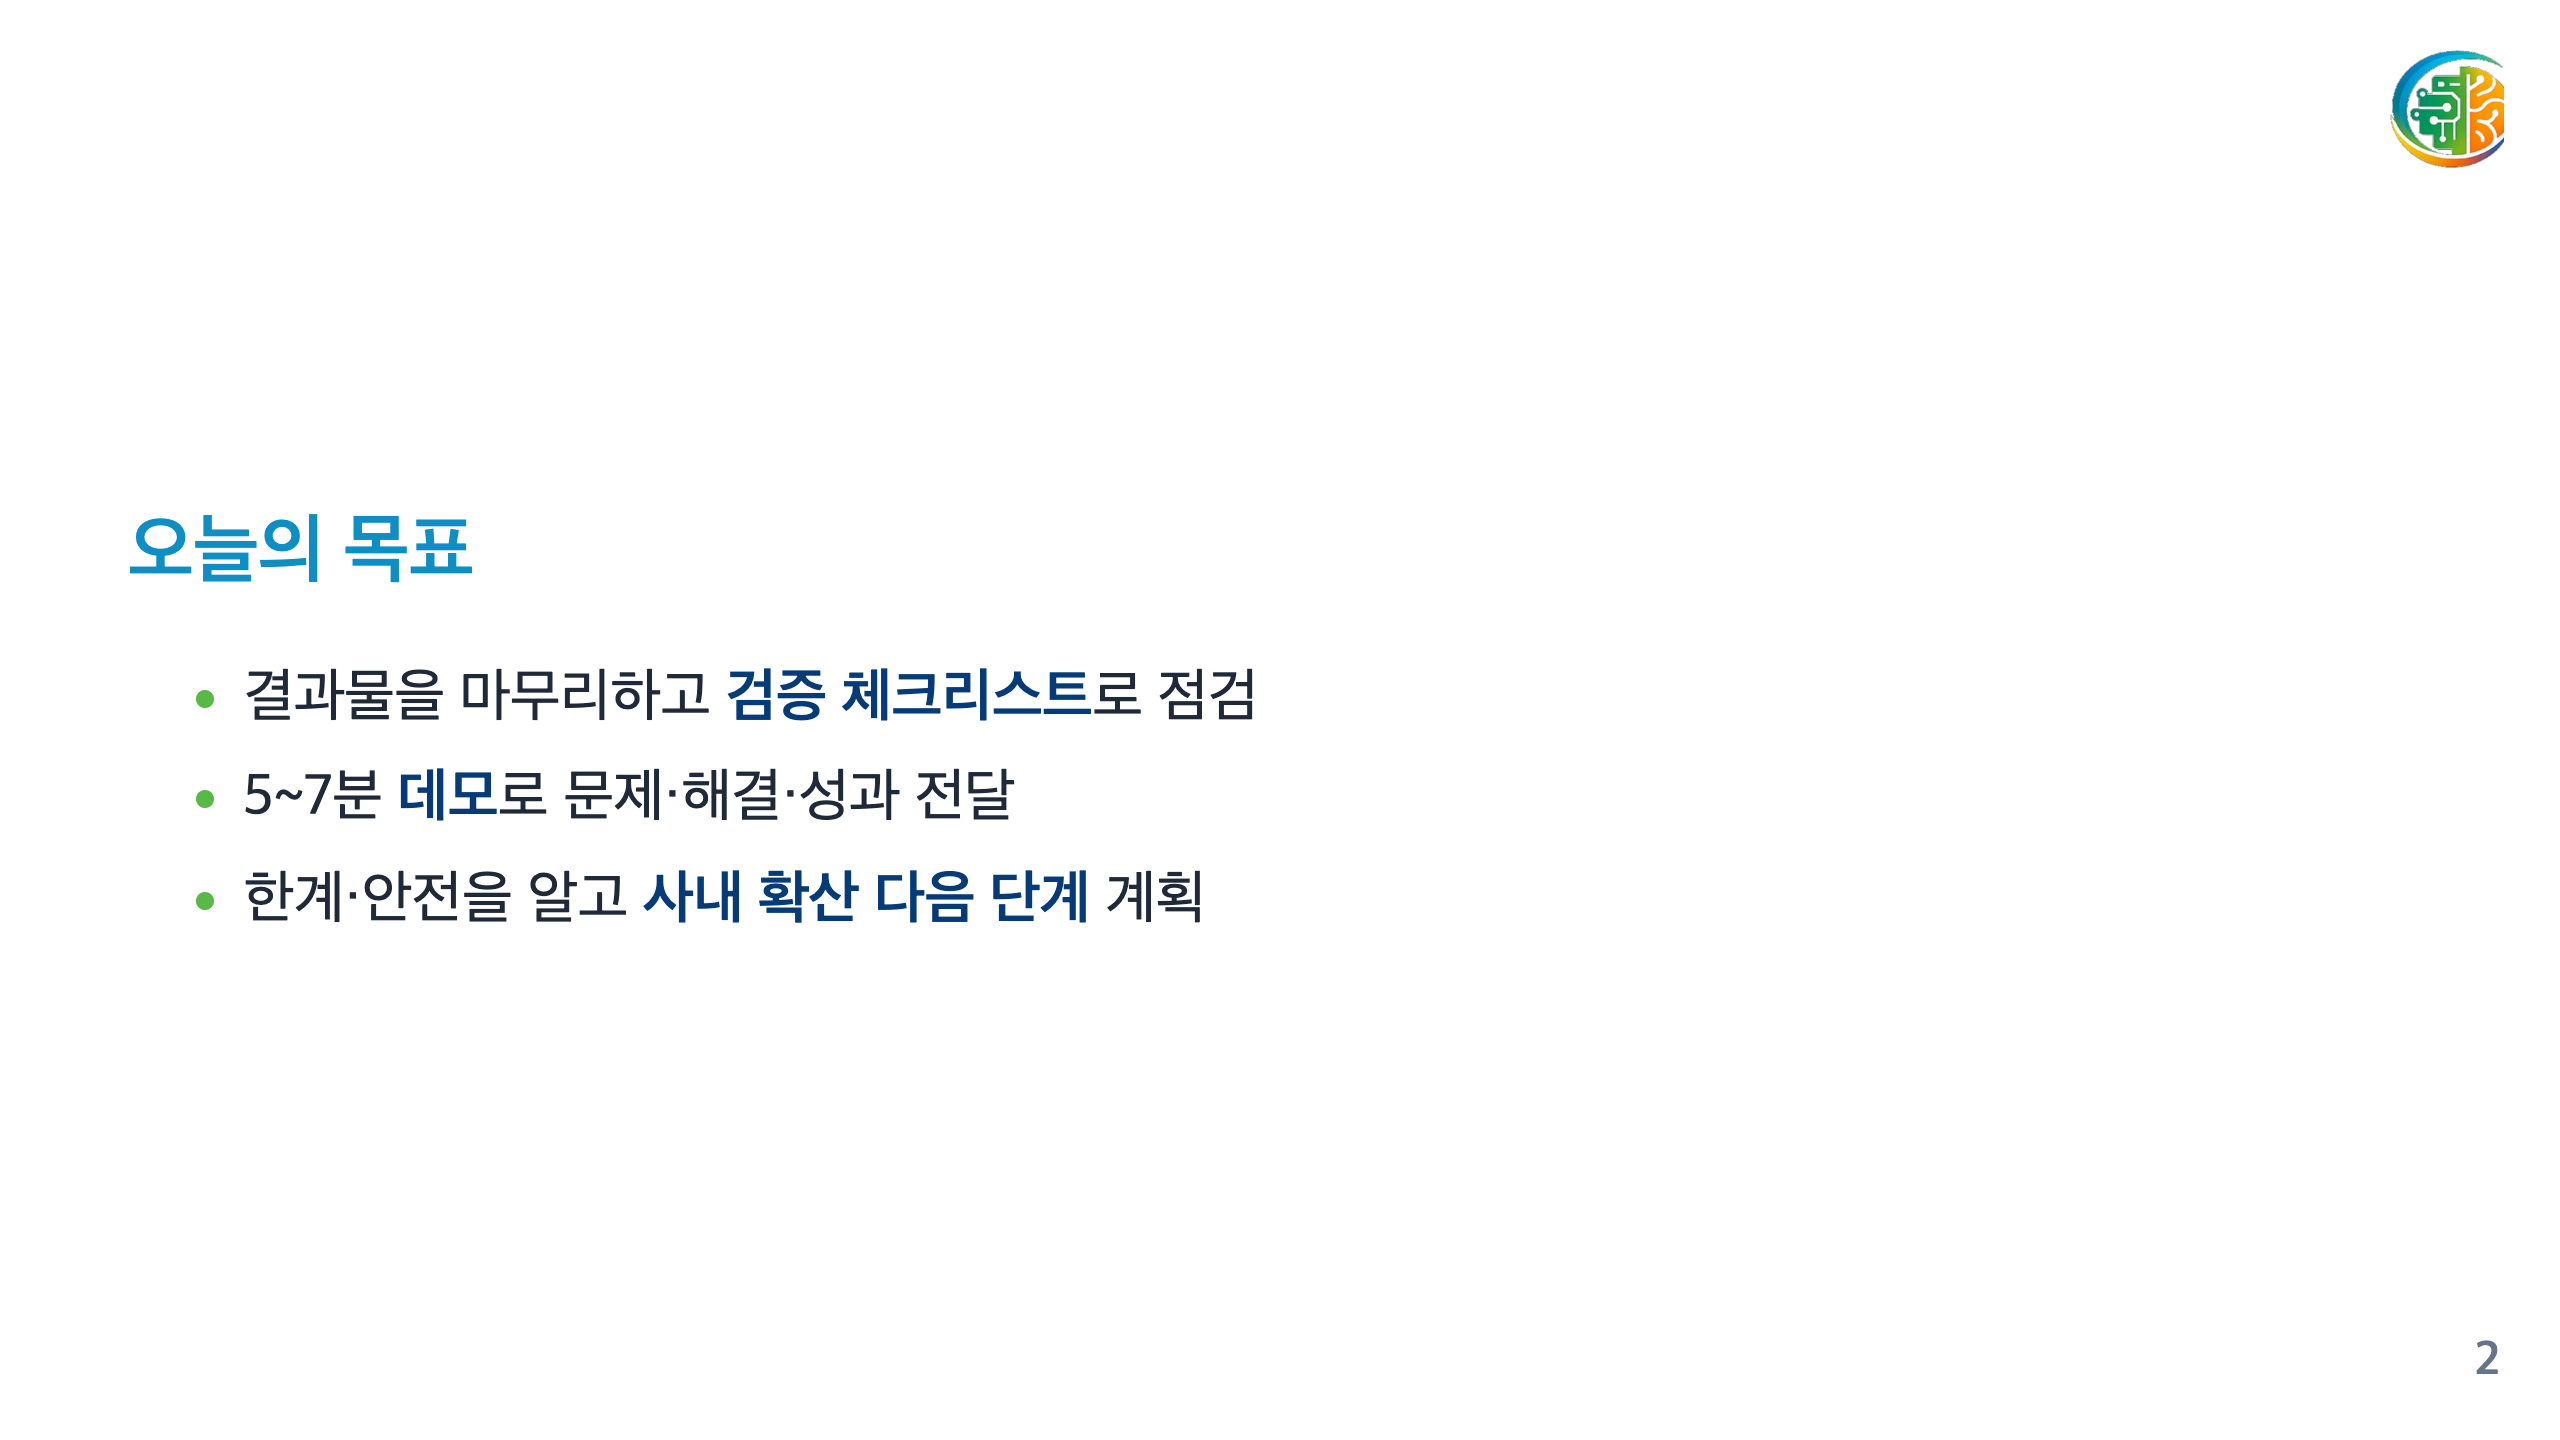 오늘의 목표
결과물을 마무리하고 검증 체크리스트로 점검
5~7분 데모로 문제·해결·성과 전달
한계·안전을 알고 사내 확산 다음 단계 계획
2